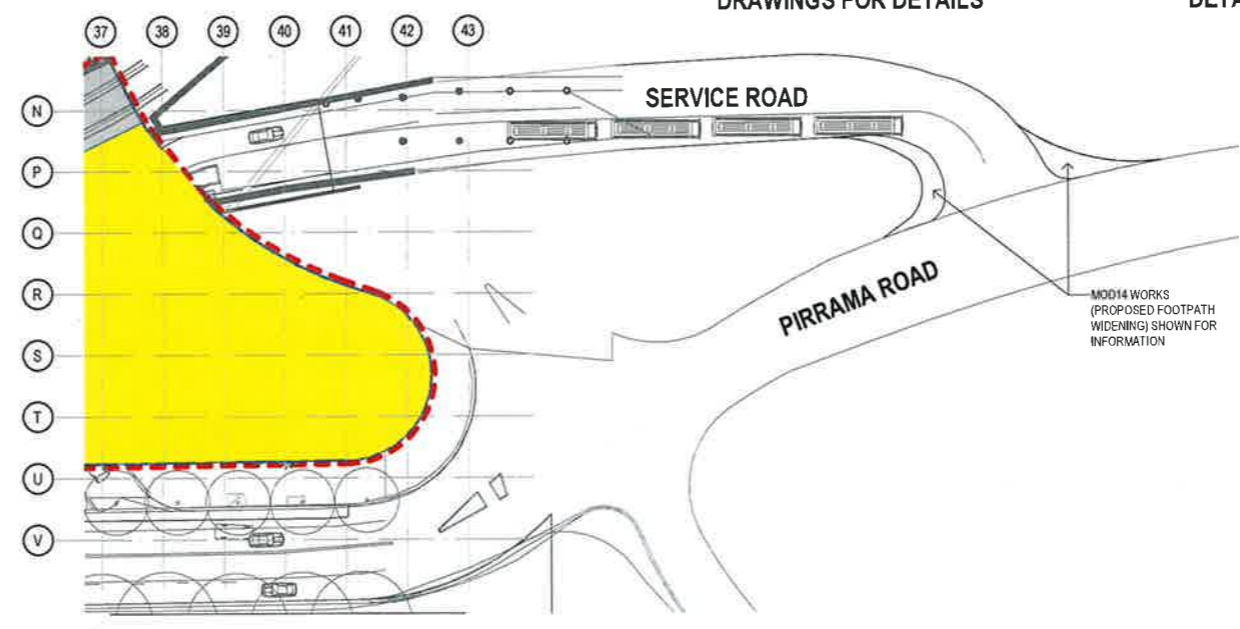 DRAWINGS FOR DETAILS
37 38 39 40 41 42 43
N
SERVICE ROAD
P
Q
R
PIRRAMA ROAD
MOD14 WORKS
(PROPOSED FOOTPATH
WIDENING) SHOWN FOR
INFORMATION
S
T
U
V